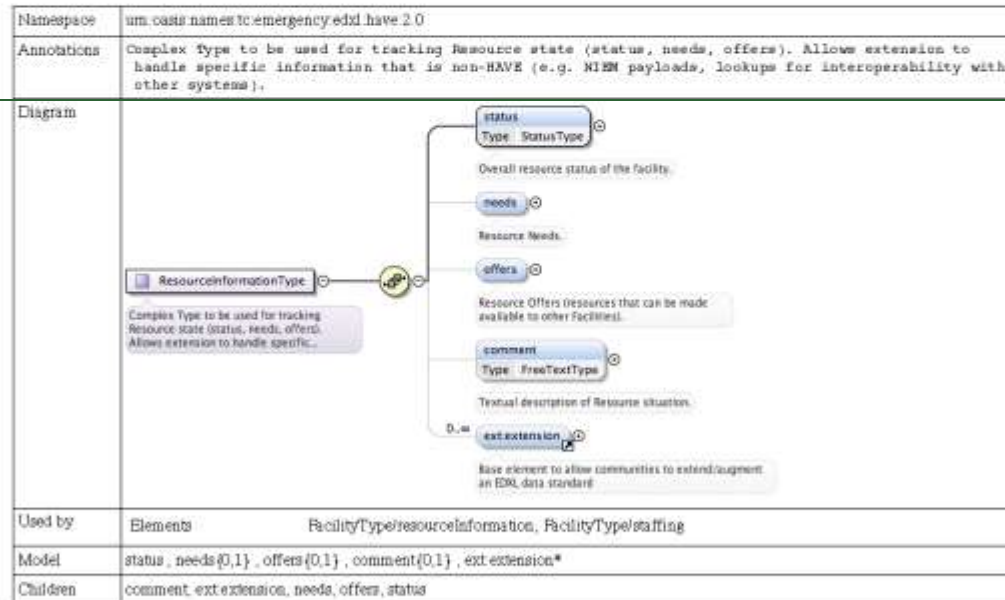 Namespace urn:oasis:names:tc:emergency:edxl:have:2.0
Annotations Complex Type to be used for tracking Resource state (status, needs, offers). Allows extension to
handle specific information that is non-HAVE (e.g. NIEM payloads, lookups for interoperability with
other systems).
Diagram
status
Type StatusType
Overall resource status of the facility.
needs
Resource Needs.
ResourceInformationType
offers
Complex Type to be used for tracking
Resource state (status, needs, offers).
Allows extension to handle specific...
Resource Offers (resources that can be made
available to other Facilities).
comment
Type FreeTextType
Textual description of Resource situation.
0..∞
ext:extension
Base element to allow communities to extend/augment
an EDXL data standard
Used by Elements FacilityType/resourceInformation, FacilityType/staffing
Model status , needs{0,1} , offers{0,1} , comment{0,1} , ext:extension*
Children comment, ext:extension, needs, offers, status